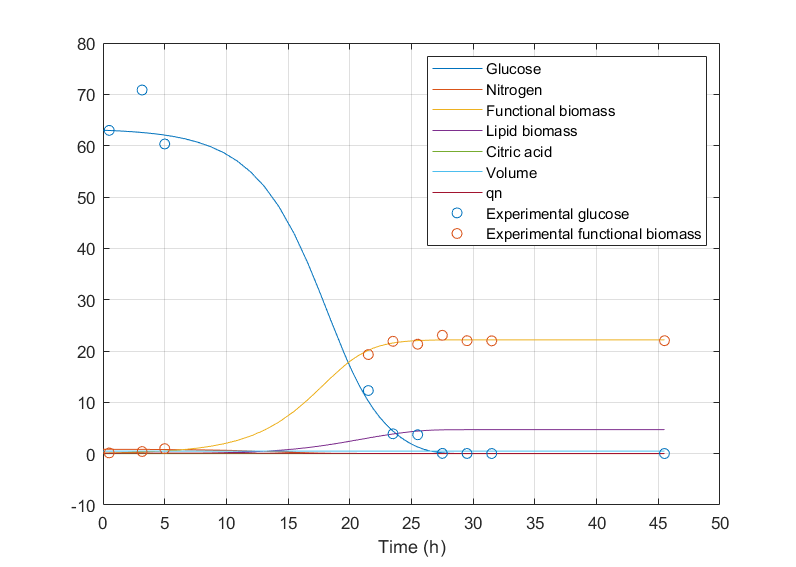 80
70
60
50
40
30
20
10
0
-10
0 5 10 15 20 25 30 35 40 45 50
Time (h)
Glucose
Nitrogen
Functional biomass
Lipid biomass
Citric acid
Volume
qn
Experimental glucose
Experimental functional biomass